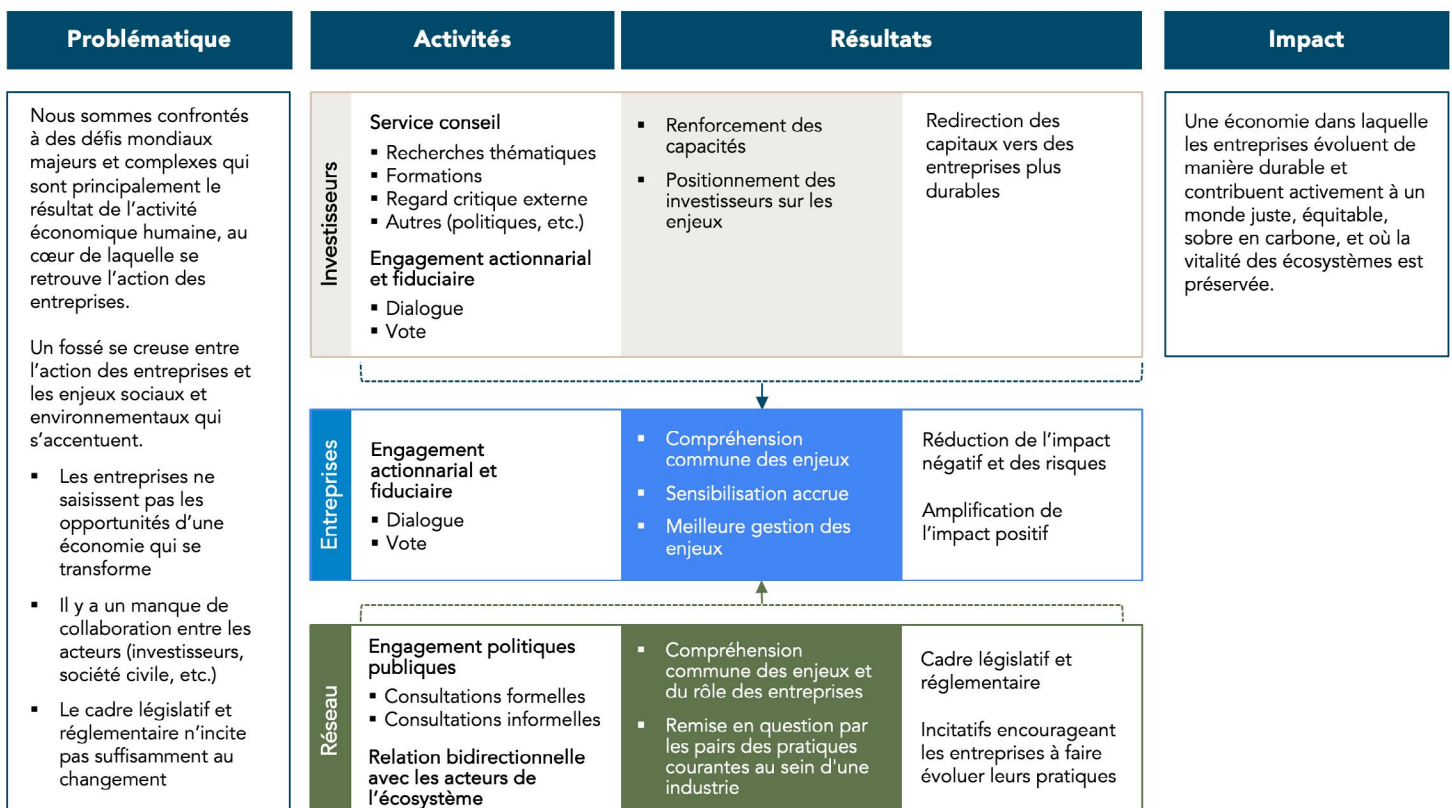 Problématique
Nous sommes confrontés
à des défis mondiaux
majeurs et complexes qui
sont principalement le
résultat de l’activité
économique humaine, au
cœur de laquelle se
retrouve l’action des
entreprises.
Un fossé se creuse entre
l’action des entreprises et
les enjeux sociaux et
environnementaux qui
s’accentuent.
▪ Les entreprises ne
saisissent pas les
opportunités d’une
économie qui se
transforme
▪ Il y a un manque de
collaboration entre les
acteurs (investisseurs,
société civile, etc.)
▪ Le cadre législatif et
réglementaire n’incite
pas suffisamment au
changement
Activités
Résultats
Investisseurs
Service conseil
▪ Recherches thématiques
▪ Formations
▪ Regard critique externe
▪ Autres (politiques, etc.)
Engagement actionnarial
et fiduciaire
▪ Dialogue
▪ Vote
▪ Renforcement des
capacités
▪ Positionnement des
investisseurs sur les
enjeux
Redirection des
capitaux vers des
entreprises plus
durables
Entreprises
Engagement
actionnarial et
fiduciaire
▪ Dialogue
▪ Vote
▪ Compréhension
commune des enjeux
▪ Sensibilisation accrue
▪ Meilleure gestion des
enjeux
Réduction de l’impact
négatif et des risques
Amplification de
l’impact positif
Réseau
Engagement politiques
publiques
▪ Consultations formelles
▪ Consultations informelles
Relation bidirectionnelle
avec les acteurs de
l’écosystème
▪ Compréhension
commune des enjeux et
du rôle des entreprises
▪ Remise en question par
les pairs des pratiques
courantes au sein d'une
industrie
Cadre législatif et
réglementaire
Incitatifs encourageant
les entreprises à faire
évoluer leurs pratiques
Impact
Une économie dans laquelle
les entreprises évoluent de
manière durable et
contribuent activement à un
monde juste, équitable,
sobre en carbone, et où la
vitalité des écosystèmes est
préservée.